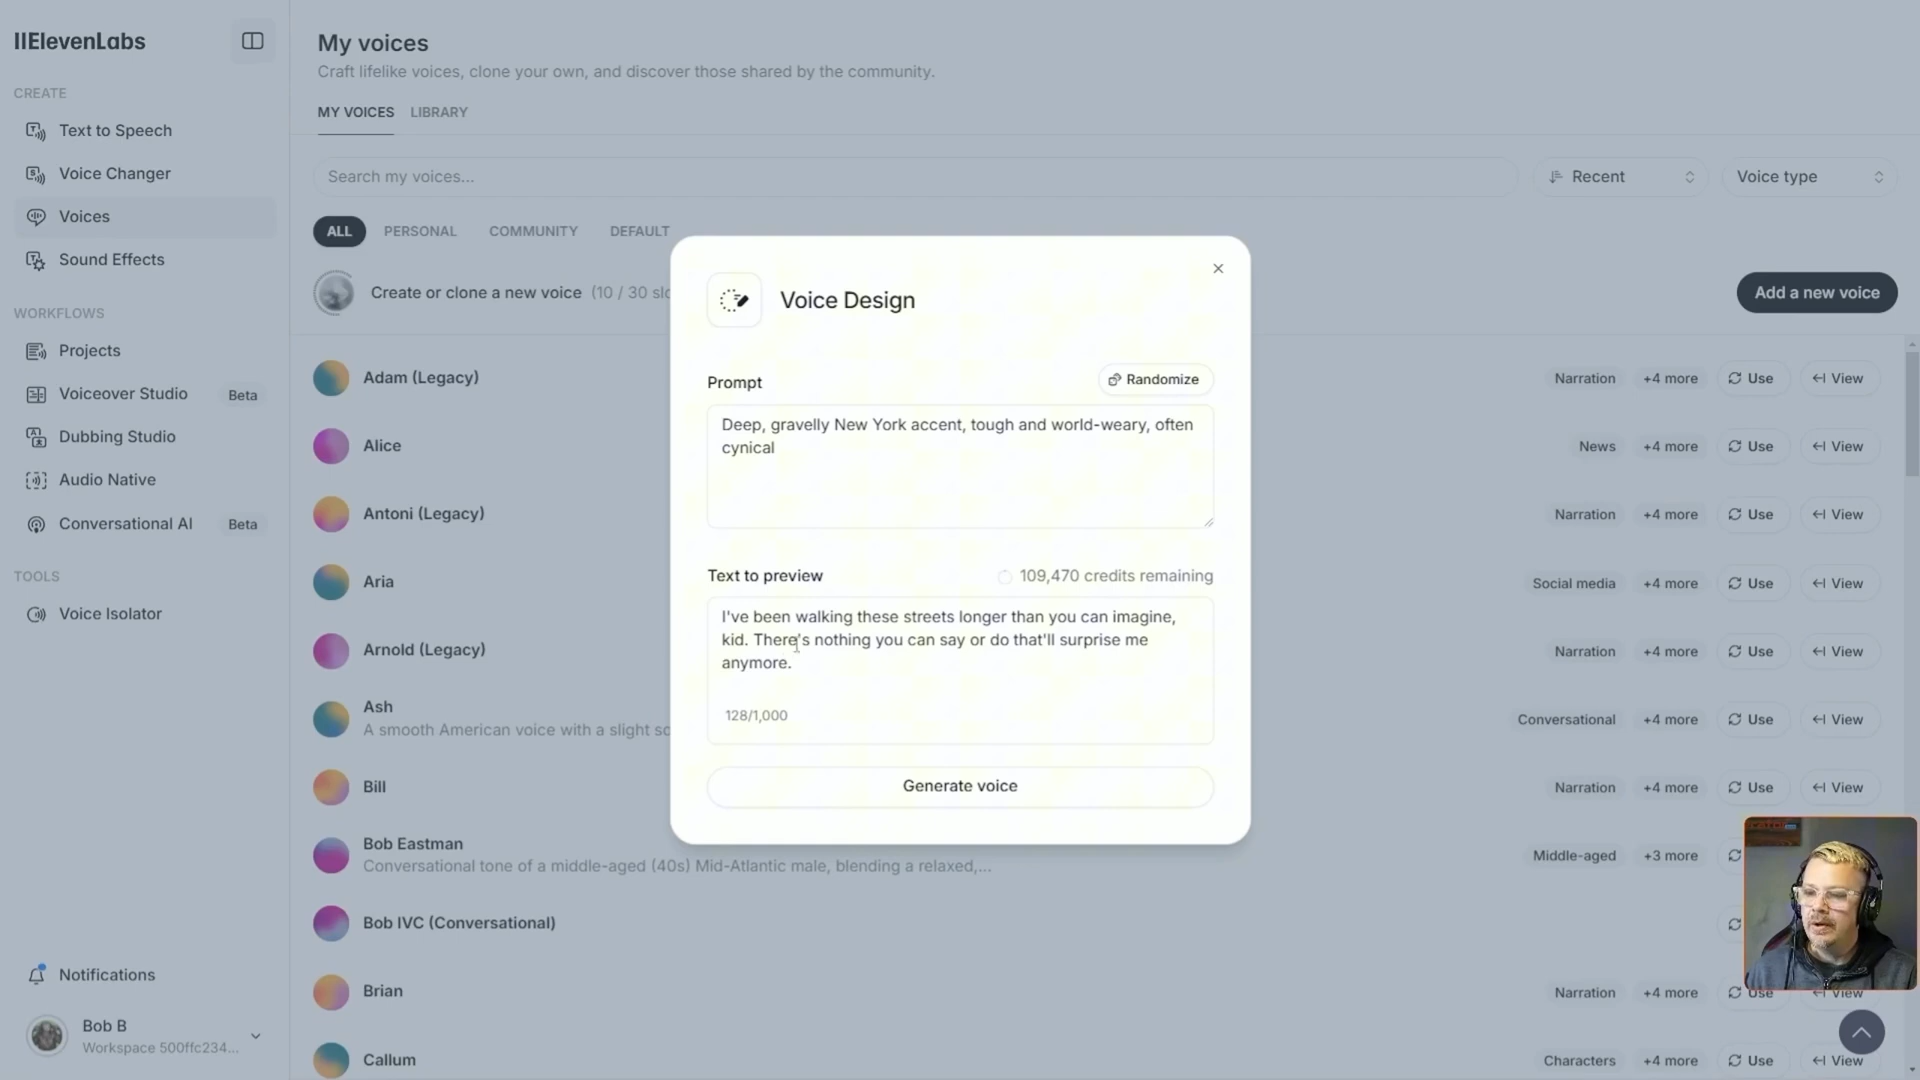 IIElevenLabs
CREATE
Text to Speech
Voice Changer
Voices
Sound Effects
WORKFLOWS
Projects
Voiceover Studio Beta
Dubbing Studio
Audio Native
Conversational AI Beta
TOOLS
Voice Isolator
Notifications
Bob B
Workspace 500ffc234...
My voices
Craft lifelike voices, clone your own, and discover those shared by the community.
MY VOICES LIBRARY
Search my voices...
Recent
Voice type
ALL PERSONAL COMMUNITY DEFAULT
Create or clone a new voice (10 / 30 slo
Add a new voice
Adam (Legacy) Narration +4 more Use View
Alice News +4 more Use View
Antoni (Legacy) Narration +4 more Use View
Aria Social media +4 more Use View
Arnold (Legacy) Narration +4 more Use View
Ash Conversational +4 more Use View
A smooth American voice with a slight sc
Bill Narration +4 more Use View
Bob Eastman Middle-aged +3 more
Conversational tone of a middle-aged (40s) Mid-Atlantic male, blending a relaxed,...
Bob IVC (Conversational)
Brian Narration +4 more Use View
Callum Characters +4 more Use View
Voice Design
Prompt
Randomize
Deep, gravelly New York accent, tough and world-weary, often
cynical
Text to preview
109,470 credits remaining
I've been walking these streets longer than you can imagine,
kid. There's nothing you can say or do that'll surprise me
anymore.
128/1,000
Generate voice